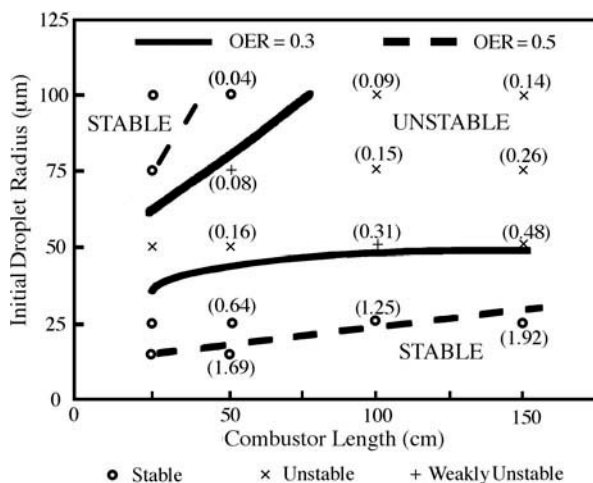 125
OER = 0.3
OER = 0.5
(0.04)
(0.09)
(0.14)
100
STABLE
UNSTABLE
(0.15)
(0.26)
75
(0.08)
(0.16)
(0.31)
(0.48)
50
(0.64)
(1.25)
25
(1.69)
STABLE
(1.92)
0
Initial Droplet Radius (μm)
0
50
100
150
Combustor Length (cm)
Stable
Unstable
Weakly Unstable